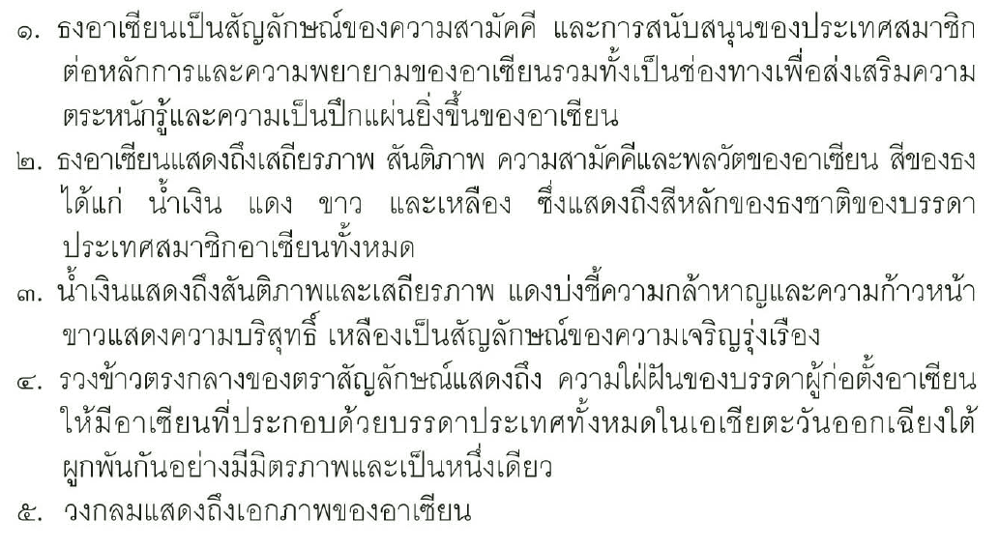 ๑. ธงอาเซียนเป็นสัญลักษณ์ของความสามัคคี และการสนับสนุนของประเทศสมาชิก
ต่อหลักการและความพยายามของอาเซียนรวมทั้งเป็นช่องทางเพื่อส่งเสริมความ
ตระหนักรู้และความเป็นปึกแผ่นยิ่งขึ้นของอาเซียน
๒. ธงอาเซียนแสดงถึงเสถียรภาพ สันติภาพ ความสามัคคีและพลวัตของอาเซียน สีของธง
ได้แก่ น้ำเงิน แดง ขาว และเหลือง ซึ่งแสดงถึงสีหลักของธงชาติของบรรดา
ประเทศสมาชิกอาเซียนทั้งหมด
๓. น้ำเงินแสดงถึงสันติภาพและเสถียรภาพ แดงบ่งชี้ความกล้าหาญและความก้าวหน้า
ขาวแสดงความบริสุทธิ์ เหลืองเป็นสัญลักษณ์ของความเจริญรุ่งเรือง
๔. รวงข้าวตรงกลางของตราสัญลักษณ์แสดงถึง ความใฝ่ฝันของบรรดาผู้ก่อตั้งอาเซียน
ให้มีอาเซียนที่ประกอบด้วยบรรดาประเทศทั้งหมดในเอเชียตะวันออกเฉียงใต้
ผูกพันกันอย่างมีมิตรภาพและเป็นหนึ่งเดียว
๕. วงกลมแสดงถึงเอกภาพของอาเซียน